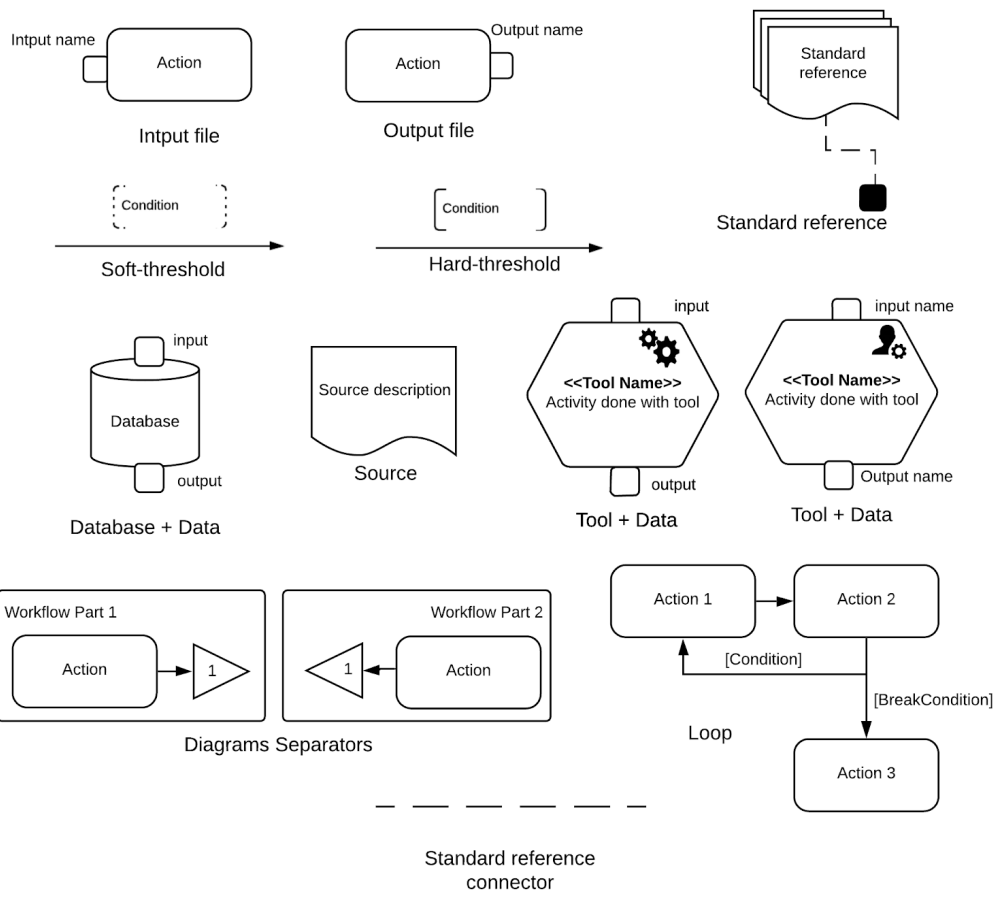 Intput name
Action
Intput file
Output name
Action
Output file
Standard
reference
Standard reference
Condition
Soft-threshold
Condition
Hard-threshold
input
Database
output
Database + Data
Source description
Source
input
<<Tool Name>>
Activity done with tool
output
Tool + Data
input name
<<Tool Name>>
Activity done with tool
Output name
Tool + Data
Workflow Part 1
Action
1
Workflow Part 2
1
Action
Diagrams Separators
Action 1
Action 2
[Condition]
[BreakCondition]
Loop
Action 3
Standard reference
connector